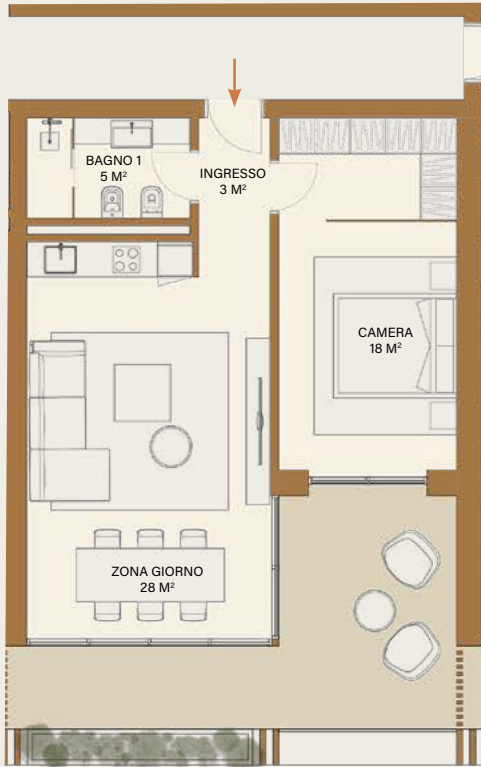 BAGNO 1
5 M²
INGRESSO
3 M²
CAMERA
18 M²
ZONA GIORNO
28 M²